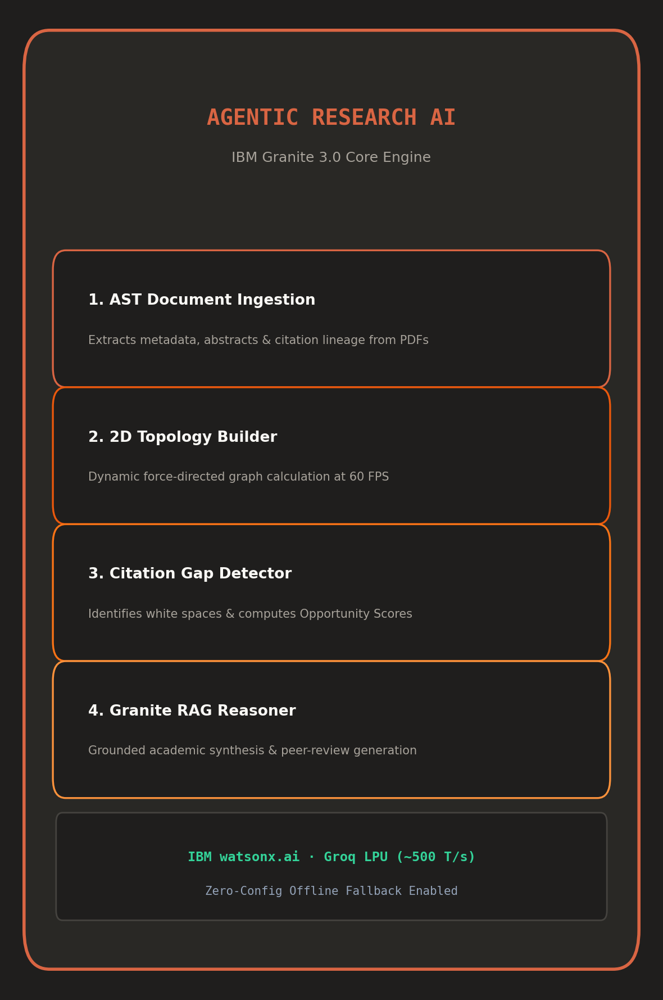 AGENTIC RESEARCH AI
IBM Granite 3.0 Core Engine
1. AST Document Ingestion
Extracts metadata, abstracts & citation lineage from PDFs
2. 2D Topology Builder
Dynamic force-directed graph calculation at 60 FPS
3. Citation Gap Detector
Identifies white spaces & computes Opportunity Scores
4. Granite RAG Reasoner
Grounded academic synthesis & peer-review generation
IBM watsonx.ai · Groq LPU (~500 T/s)
Zero-Config Offline Fallback Enabled